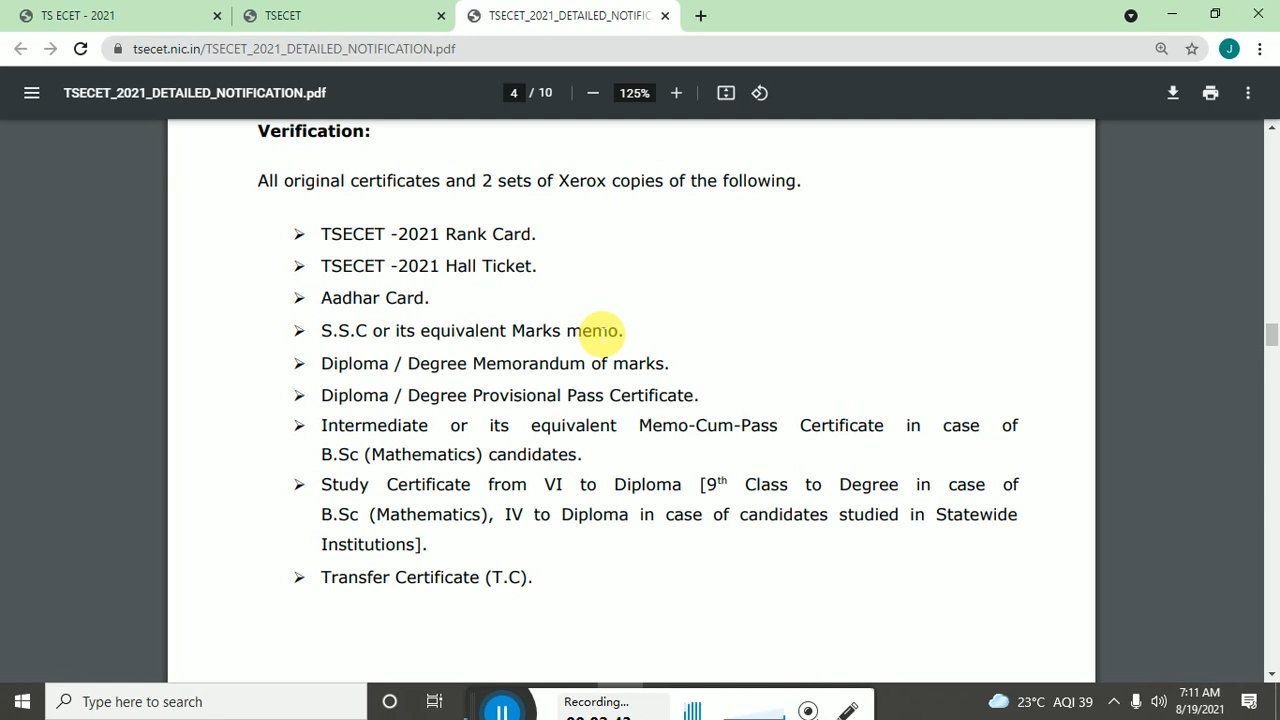 TS ECET - 2021
TSECET
TSECET_2021_DETAILED_NOTIFIC
tsecet.nic.in/TSECET_2021_DETAILED_NOTIFICATION.pdf
J
TSECET_2021_DETAILED_NOTIFICATION.pdf
4 / 10
125%
Verification:
All original certificates and 2 sets of Xerox copies of the following.
➢ TSECET -2021 Rank Card.
➢ TSECET -2021 Hall Ticket.
➢ Aadhar Card.
➢ S.S.C or its equivalent Marks memo.
➢ Diploma / Degree Memorandum of marks.
➢ Diploma / Degree Provisional Pass Certificate.
➢ Intermediate or its equivalent Memo-Cum-Pass Certificate in case of
B.Sc (Mathematics) candidates.
➢ Study Certificate from VI to Diploma [9th Class to Degree in case of
B.Sc (Mathematics), IV to Diploma in case of candidates studied in Statewide
Institutions].
➢ Transfer Certificate (T.C).
Type here to search
Recording...
23°C AQI 39
7:11 AM
8/19/2021